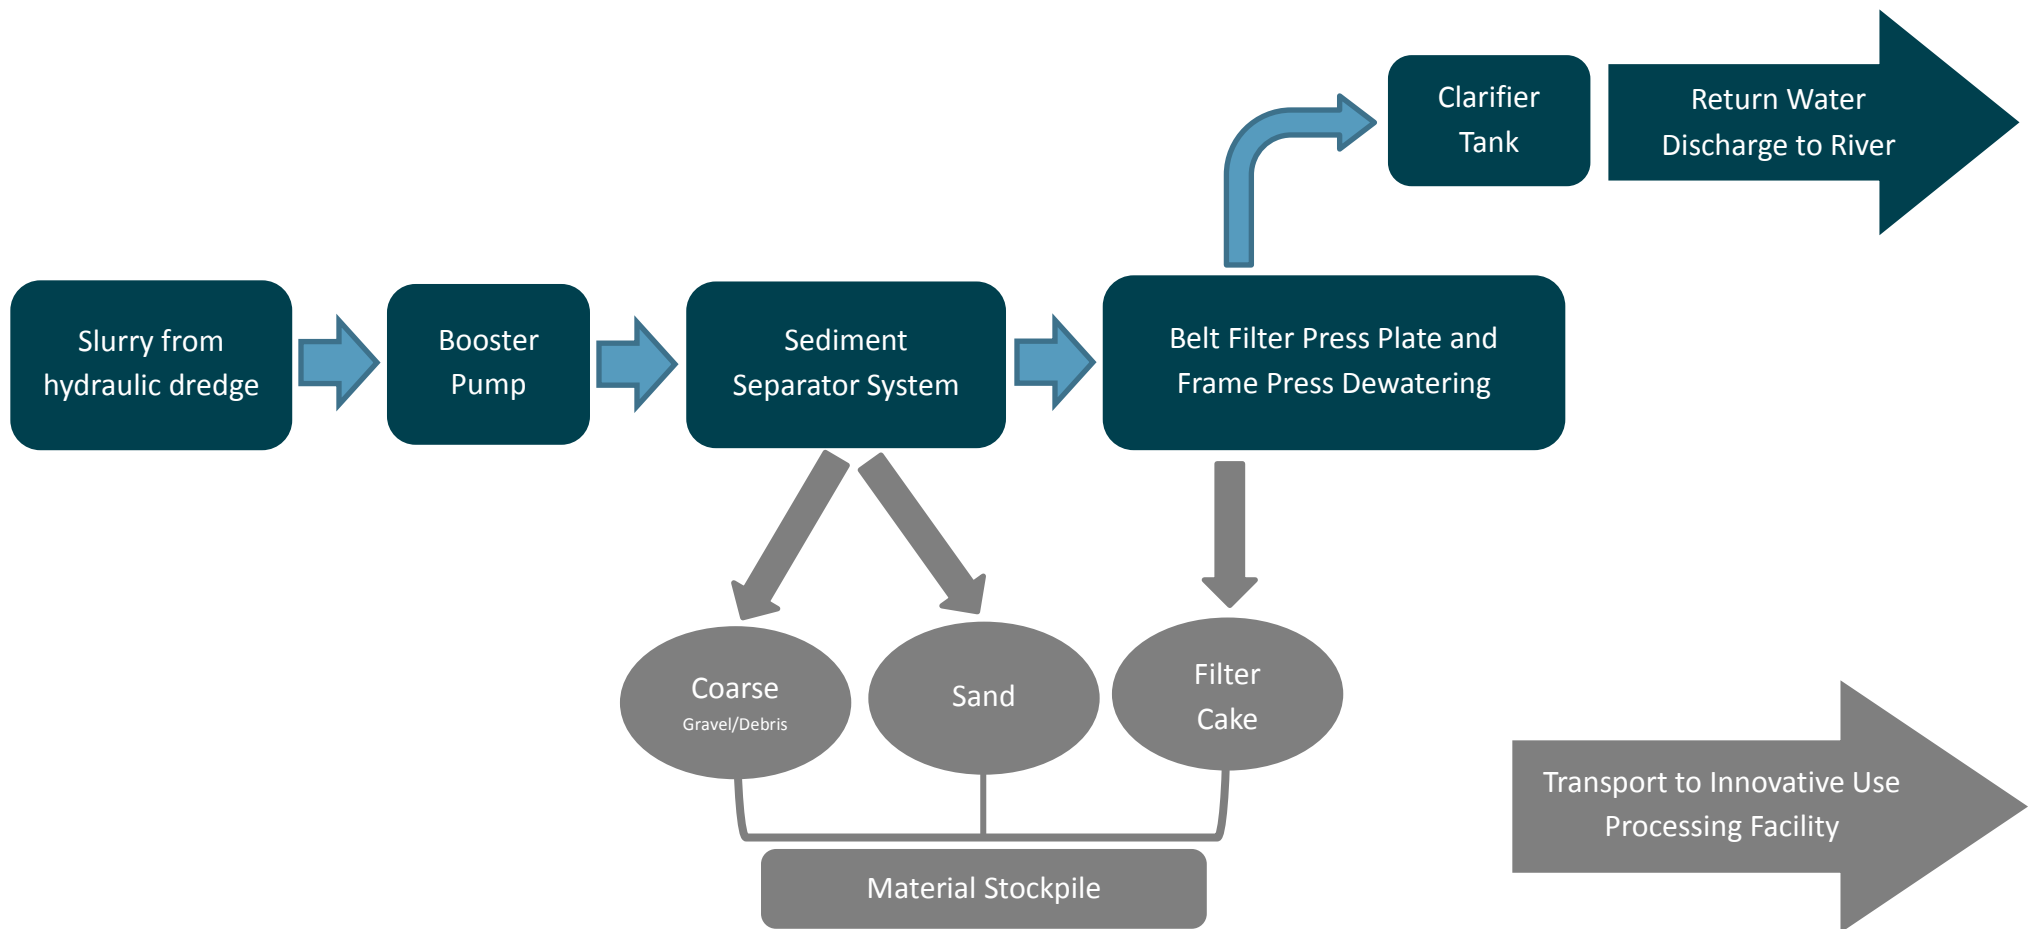 Clarifier
Tank
Return Water
Discharge to River
Slurry from
hydraulic dredge
Booster
Pump
Sediment
Separator System
Belt Filter Press Plate and
Frame Press Dewatering
Coarse
Gravel/Debris
Sand
Filter
Cake
Transport to Innovative Use
Processing Facility
Material Stockpile